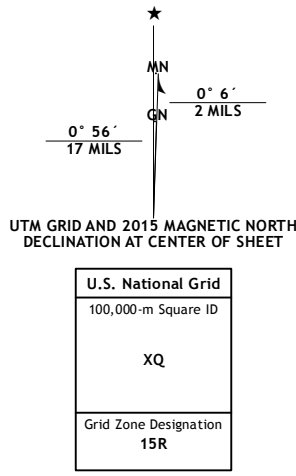 MN
0° 6´
2 MILS
GN
0° 56´
17 MILS
UTM GRID AND 2015 MAGNETIC NORTH
DECLINATION AT CENTER OF SHEET
U.S. National Grid
100,000-m Square ID
XQ
Grid Zone Designation
15R